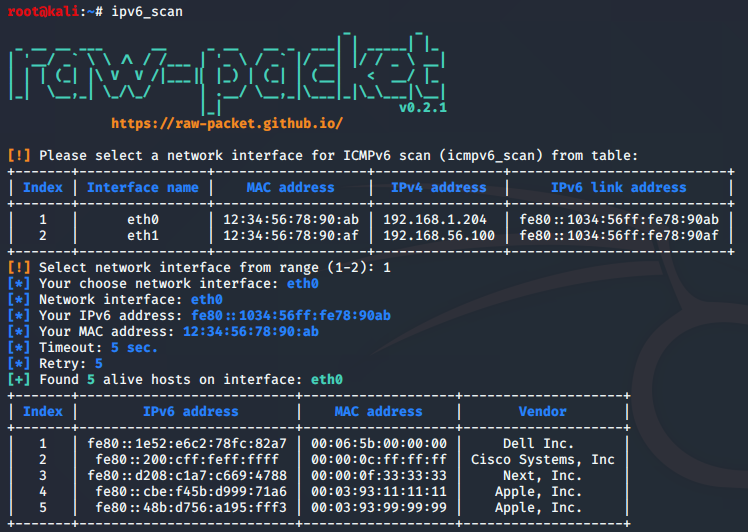 root@kali:~# ipv6_scan
raw-packet
v0.2.1
https://raw-packet.github.io/
[!] Please select a network interface for ICMPv6 scan (icmpv6_scan) from table:
Index | Interface name | MAC address | IPv4 address | IPv6 link address
1 | eth0 | 12:34:56:78:90:ab | 192.168.1.204 | fe80::1034:56ff:fe78:90ab
2 | eth1 | 12:34:56:78:90:af | 192.168.56.100 | fe80::1034:56ff:fe78:90af
[!] Select network interface from range (1-2): 1
[*] Your choose network interface: eth0
[*] Network interface: eth0
[*] Your IPv6 address: fe80::1034:56ff:fe78:90ab
[*] Your MAC address: 12:34:56:78:90:ab
[*] Timeout: 5 sec.
[*] Retry: 5
[+] Found 5 alive hosts on interface: eth0
Index | IPv6 address | MAC address | Vendor
1 | fe80::1e52:e6c2:78fc:82a7 | 00:06:5b:00:00:00 | Dell Inc.
2 | fe80::200:cff:feff:ffff | 00:00:0c:ff:ff:ff | Cisco Systems, Inc
3 | fe80::d208:c1a7:c669:4788 | 00:00:0f:33:33:33 | Next, Inc.
4 | fe80::cbe:f45b:d999:71a6 | 00:03:93:11:11:11 | Apple, Inc.
5 | fe80::48b:d756:a195:fff3 | 00:03:93:99:99:99 | Apple, Inc.